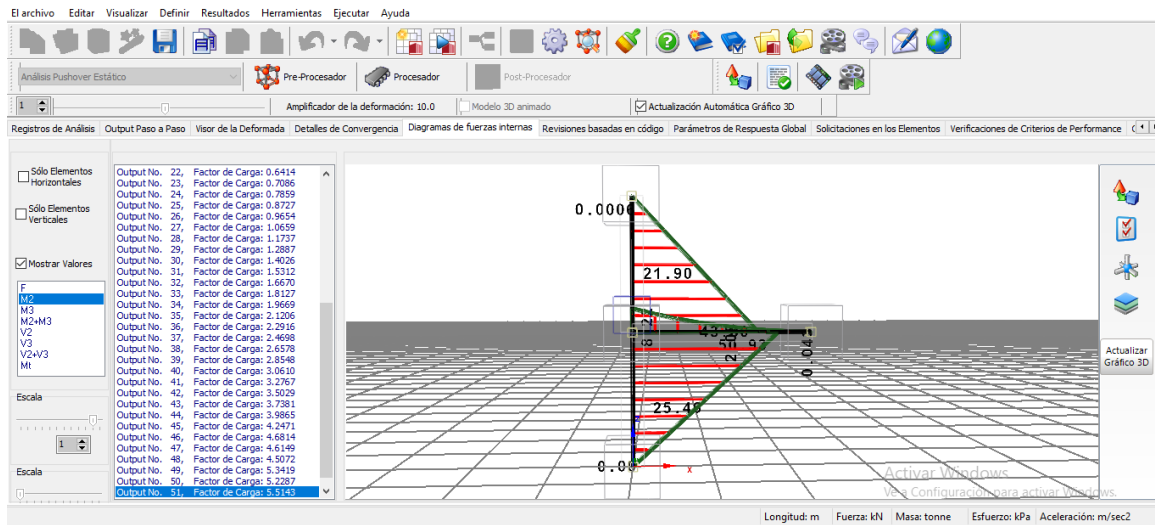 El archivo Editar Visualizar Definir Resultados Herramientas Ejecutar Ayuda
Análisis Pushover Estático
Pre-Procesador
Procesador
Post-Procesador
1
Amplificador de la deformación: 10.0
Modelo 3D animado
Actualización Automática Gráfico 3D
Registros de Análisis Output Paso a Paso Visor de la Deformada Detalles de Convergencia Diagramas de fuerzas internas Revisiones basadas en código Parámetros de Respuesta Global Solicitaciones en los Elementos Verificaciones de Criterios de Performance
Sólo Elementos
Horizontales
Sólo Elementos
Verticales
Mostrar Valores
F
M2
M3
M2+M3
V2
V3
V2+V3
Mt
Escala
1
Escala
Output No. 22, Factor de Carga: 0.6414
Output No. 23, Factor de Carga: 0.7086
Output No. 24, Factor de Carga: 0.7859
Output No. 25, Factor de Carga: 0.8727
Output No. 26, Factor de Carga: 0.9654
Output No. 27, Factor de Carga: 1.0659
Output No. 28, Factor de Carga: 1.1737
Output No. 29, Factor de Carga: 1.2887
Output No. 30, Factor de Carga: 1.4026
Output No. 31, Factor de Carga: 1.5312
Output No. 32, Factor de Carga: 1.6670
Output No. 33, Factor de Carga: 1.8127
Output No. 34, Factor de Carga: 1.9669
Output No. 35, Factor de Carga: 2.1206
Output No. 36, Factor de Carga: 2.2916
Output No. 37, Factor de Carga: 2.4698
Output No. 38, Factor de Carga: 2.6578
Output No. 39, Factor de Carga: 2.8548
Output No. 40, Factor de Carga: 3.0610
Output No. 41, Factor de Carga: 3.2767
Output No. 42, Factor de Carga: 3.5029
Output No. 43, Factor de Carga: 3.7381
Output No. 44, Factor de Carga: 3.9865
Output No. 45, Factor de Carga: 4.2471
Output No. 46, Factor de Carga: 4.6814
Output No. 47, Factor de Carga: 4.6149
Output No. 48, Factor de Carga: 4.5072
Output No. 49, Factor de Carga: 5.3419
Output No. 50, Factor de Carga: 5.2287
Output No. 51, Factor de Carga: 5.5143
0.0000
21.90
25.46
x
Actualizar
Gráfico 3D
Activar Windows
Ve a Configuración para activar Windows.
Longitud: m Fuerza: kN Masa: tonne Esfuerzo: kPa Aceleración: m/sec2